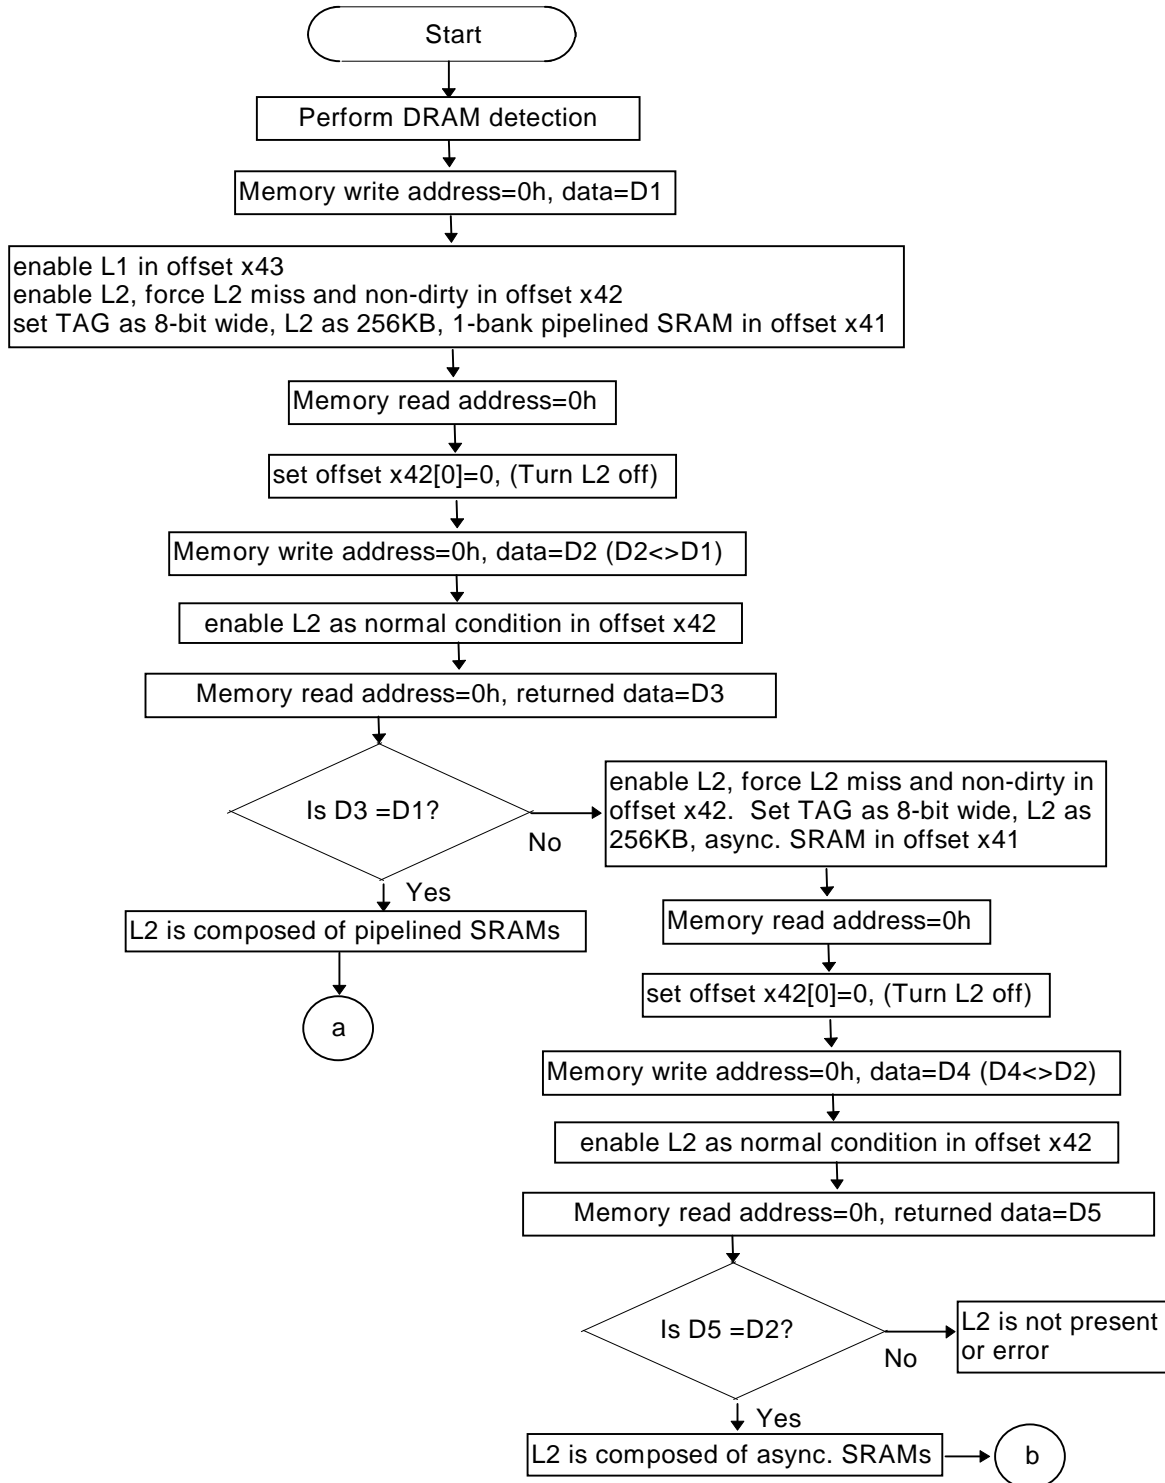 Start
Perform DRAM detection
Memory write address=0h, data=D1
enable L1 in offset x43
enable L2, force L2 miss and non-dirty in offset x42
set TAG as 8-bit wide, L2 as 256KB, 1-bank pipelined SRAM in offset x41
Memory read address=0h
set offset x42[0]=0, (Turn L2 off)
Memory write address=0h, data=D2 (D2<>D1)
enable L2 as normal condition in offset x42
Memory read address=0h, returned data=D3
Is D3 =D1?
No
Yes
L2 is composed of pipelined SRAMs
a
enable L2, force L2 miss and non-dirty in
offset x42.  Set TAG as 8-bit wide, L2 as
256KB, async. SRAM in offset x41
Memory read address=0h
set offset x42[0]=0, (Turn L2 off)
Memory write address=0h, data=D4 (D4<>D2)
enable L2 as normal condition in offset x42
Memory read address=0h, returned data=D5
Is D5 =D2?
No
L2 is not present
or error
Yes
L2 is composed of async. SRAMs
b